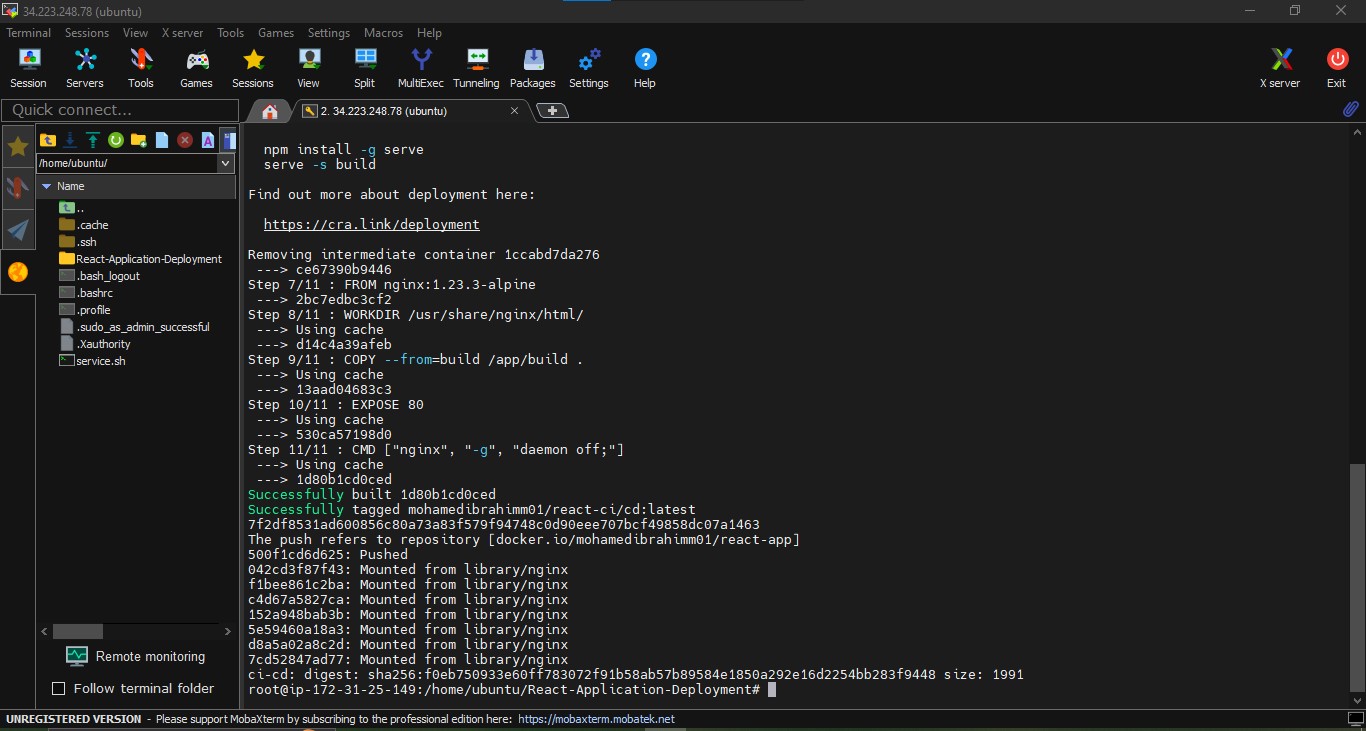 34.223.248.78 (ubuntu)
Terminal Sessions View X server Tools Games Settings Macros Help
Session Servers Tools Games Sessions View Split MultiExec Tunneling Packages Settings Help X server Exit
Quick connect...
2. 34.223.248.78 (ubuntu)
/home/ubuntu/
Name
..
.cache
.ssh
React-Application-Deployment
.bash_logout
.bashrc
.profile
.sudo_as_admin_successful
.Xauthority
service.sh
Remote monitoring
Follow terminal folder
npm install -g serve
serve -s build
Find out more about deployment here:
https://cra.link/deployment
Removing intermediate container 1ccabd7da276
---> ce67390b9446
Step 7/11 : FROM nginx:1.23.3-alpine
---> 2bc7edbc3cf2
Step 8/11 : WORKDIR /usr/share/nginx/html/
---> Using cache
---> d14c4a39afeb
Step 9/11 : COPY --from=build /app/build .
---> Using cache
---> 13aad04683c3
Step 10/11 : EXPOSE 80
---> Using cache
---> 530ca57198d0
Step 11/11 : CMD ["nginx", "-g", "daemon off;"]
---> Using cache
---> 1d80b1cd0ced
Successfully built 1d80b1cd0ced
Successfully tagged mohamedibrahimm01/react-ci/cd:latest
7f2df8531ad600856c80a73a83f579f94748c0d90eee707bcf49858dc07a1463
The push refers to repository [docker.io/mohamedibrahimm01/react-app]
500f1cd6d625: Pushed
042cd3f87f43: Mounted from library/nginx
f1bee861c2ba: Mounted from library/nginx
c4d67a5827ca: Mounted from library/nginx
152a948bab3b: Mounted from library/nginx
5e59460a18a3: Mounted from library/nginx
d8a5a02a8c2d: Mounted from library/nginx
7cd52847ad77: Mounted from library/nginx
ci-cd: digest: sha256:f0eb750933e60ff783072f91b58ab57b89584e1850a292e16d2254bb283f9448 size: 1991
root@ip-172-31-25-149:/home/ubuntu/React-Application-Deployment#
UNREGISTERED VERSION - Please support MobaXterm by subscribing to the professional edition here: https://mobaxterm.mobatek.net